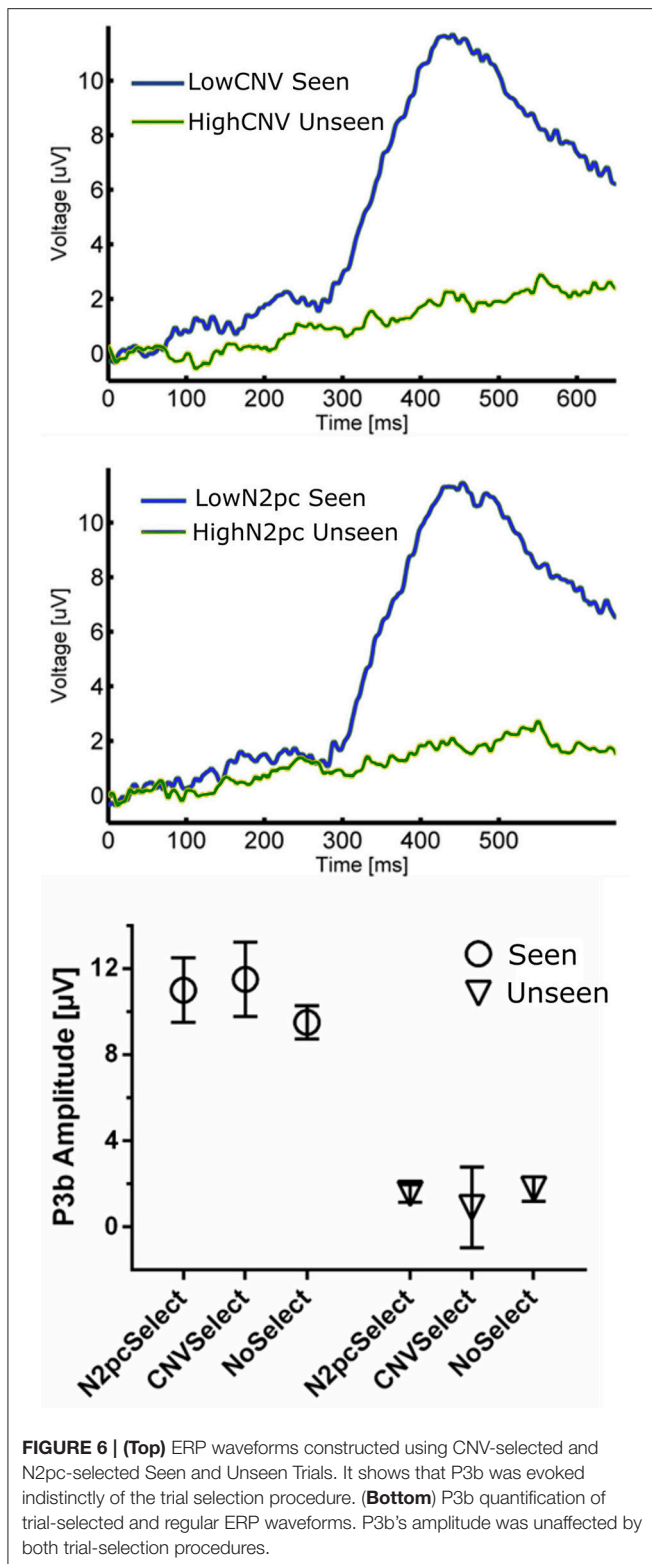 10
8
6
4
2
0
Voltage [uV]
LowCNV Seen
HighCNV Unseen
0 100 200 300 400 500 600
Time [ms]
10
8
6
4
2
0
Voltage [uV]
LowN2pc Seen
HighN2pc Unseen
0 100 200 300 400 500
Time [ms]
12
8
4
0
P3b Amplitude [µV]
Seen
Unseen
N2pcSelect
CNVSelect
NoSelect
N2pcSelect
CNVSelect
NoSelect
FIGURE 6 | (Top) ERP waveforms constructed using CNV-selected and
N2pc-selected Seen and Unseen Trials. It shows that P3b was evoked
indistinctly of the trial selection procedure. (Bottom) P3b quantification of
trial-selected and regular ERP waveforms. P3b's amplitude was unaffected by
both trial-selection procedures.